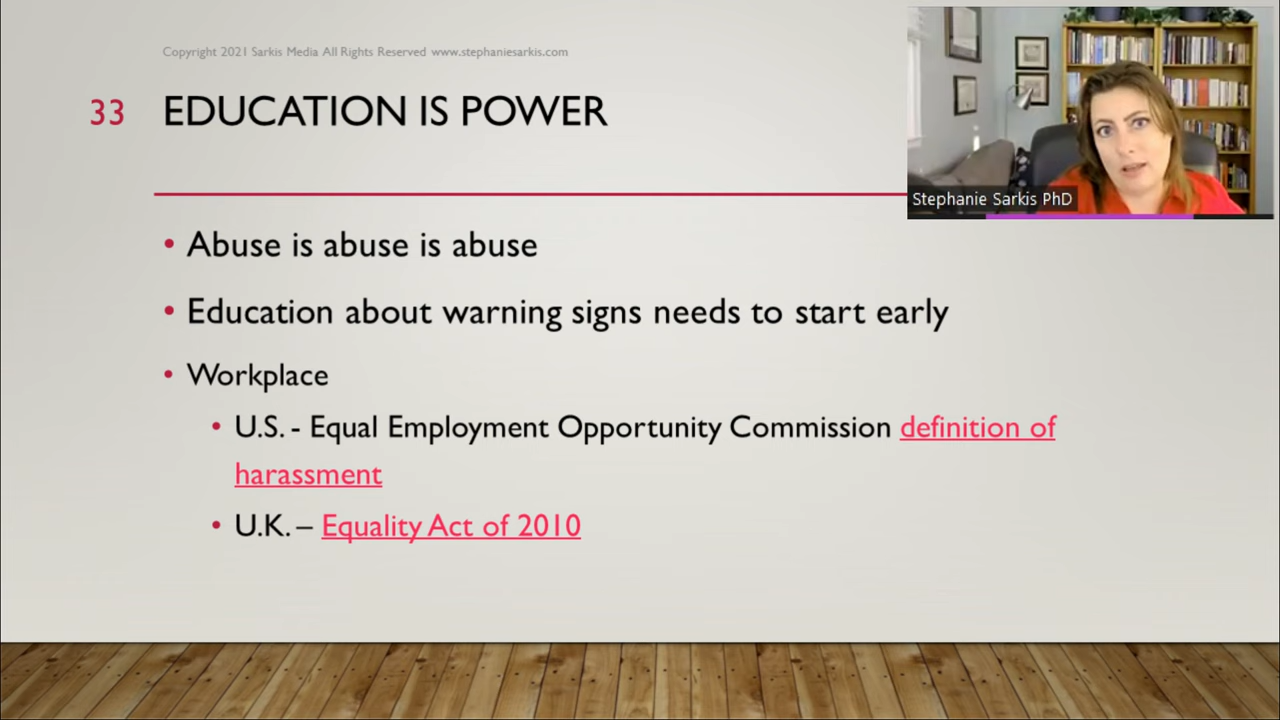 Copyright 2021 Sarkis Media All Rights Reserved www.stephaniesarkis.com
33 EDUCATION IS POWER
Stephanie Sarkis PhD
• Abuse is abuse is abuse
• Education about warning signs needs to start early
• Workplace
• U.S. - Equal Employment Opportunity Commission definition of
harassment
• U.K. – Equality Act of 2010